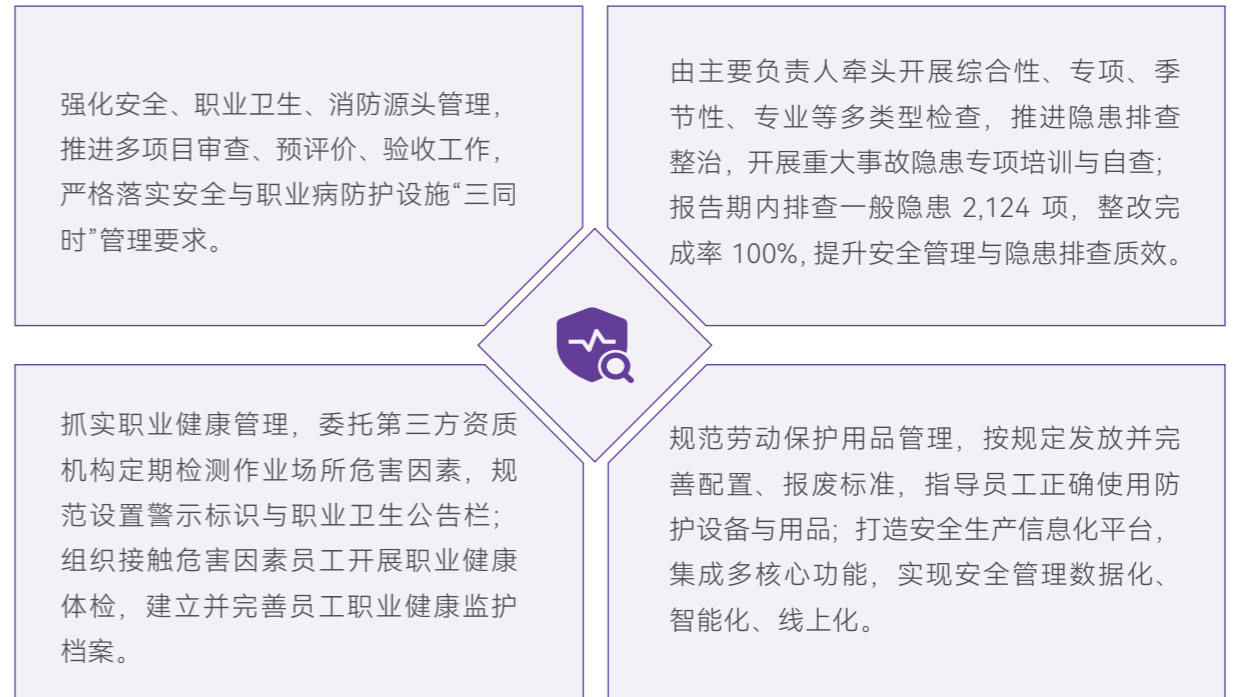 强化安全、职业卫生、消防源头管理，
推进多项目审查、预评价、验收工作，
严格落实安全与职业病防护设施“三同
时”管理要求。
由主要负责人牵头开展综合性、专项、季
节性、专业等多类型检查，推进隐患排查
整治，开展重大事故隐患专项培训与自查；
报告期内排查一般隐患 2,124 项，整改完
成率 100%，提升安全管理与隐患排查质效。
抓实职业健康管理，委托第三方资质
机构定期检测作业场所危害因素，规
范设置警示标识与职业卫生公告栏；
组织接触危害因素员工开展职业健康
体检，建立并完善员工职业健康监护
档案。
规范劳动保护用品管理，按规定发放并完
善配置、报废标准，指导员工正确使用防
护设备与用品；打造安全生产信息化平台，
集成多核心功能，实现安全管理数据化、
智能化、线上化。